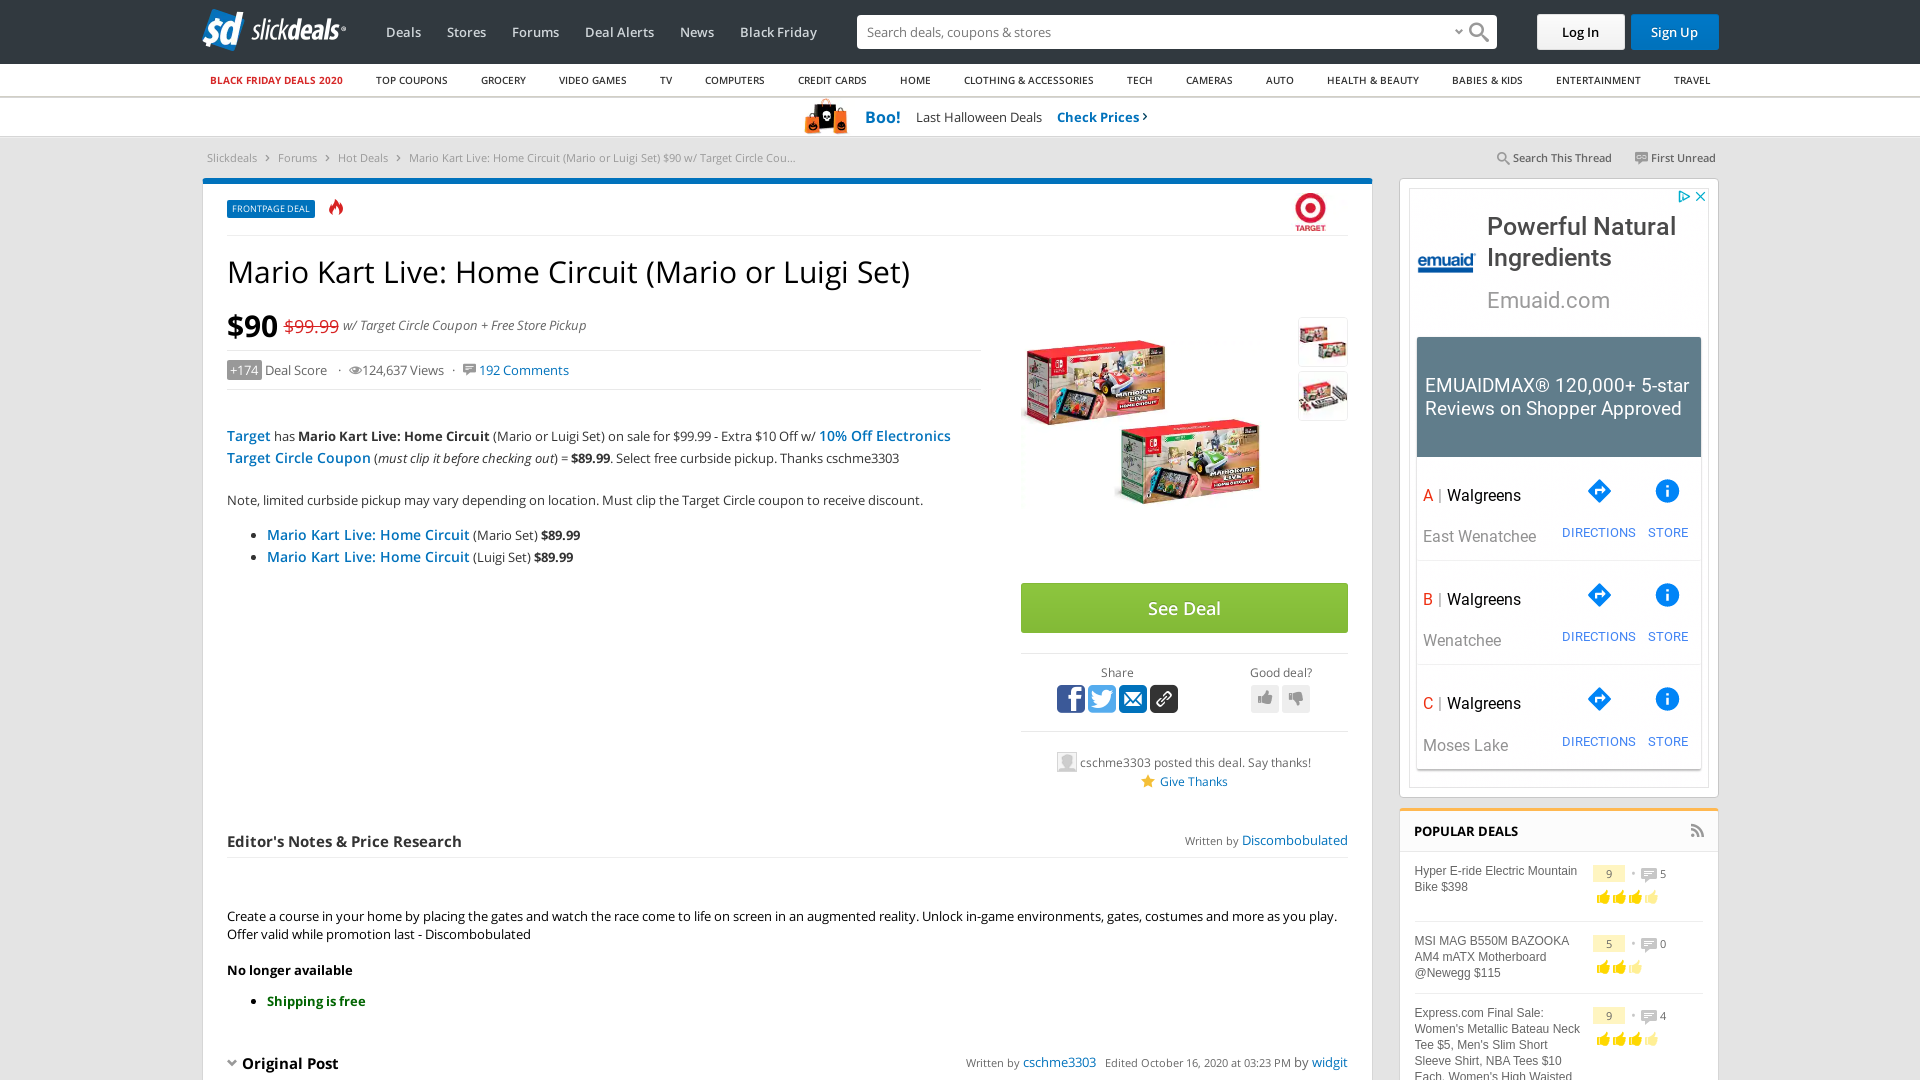 slickdeals
Deals
Stores
Forums
Deal Alerts
News
Black Friday
Search deals, coupons & stores
Log In
Sign Up
BLACK FRIDAY DEALS 2020
TOP COUPONS
GROCERY
VIDEO GAMES
TV
COMPUTERS
CREDIT CARDS
HOME
CLOTHING & ACCESSORIES
TECH
CAMERAS
AUTO
HEALTH & BEAUTY
BABIES & KIDS
ENTERTAINMENT
TRAVEL
Boo! Last Halloween Deals Check Prices
Slickdeals > Forums > Hot Deals > Mario Kart Live: Home Circuit (Mario or Luigi Set) $90 w/ Target Circle Cou...
Search This Thread
First Unread
FRONTPAGE DEAL
TARGET
Mario Kart Live: Home Circuit (Mario or Luigi Set)
$90 $99.99 w/ Target Circle Coupon + Free Store Pickup
+174 Deal Score · 124,637 Views · 192 Comments
Target has Mario Kart Live: Home Circuit (Mario or Luigi Set) on sale for $99.99 - Extra $10 Off w/ 10% Off Electronics
Target Circle Coupon (must clip it before checking out) = $89.99. Select free curbside pickup. Thanks cschme3303
Note, limited curbside pickup may vary depending on location. Must clip the Target Circle coupon to receive discount.
Mario Kart Live: Home Circuit (Mario Set) $89.99
Mario Kart Live: Home Circuit (Luigi Set) $89.99
See Deal
Share
Good deal?
cschme3303 posted this deal. Say thanks!
Give Thanks
Editor's Notes & Price Research
Written by Discombobulated
Create a course in your home by placing the gates and watch the race come to life on screen in an augmented reality. Unlock in-game environments, gates, costumes and more as you play.
Offer valid while promotion last - Discombobulated
No longer available
Shipping is free
Original Post
Written by cschme3303 Edited October 16, 2020 at 03:23 PM by widgit
Powerful Natural
Ingredients
emuaid
Emuaid.com
EMUAIDMAX® 120,000+ 5-star
Reviews on Shopper Approved
A | Walgreens
East Wenatchee
DIRECTIONS
STORE
B | Walgreens
Wenatchee
DIRECTIONS
STORE
C | Walgreens
Moses Lake
DIRECTIONS
STORE
POPULAR DEALS
Hyper E-ride Electric Mountain
Bike $398
9 • 5
MSI MAG B550M BAZOOKA
AM4 mATX Motherboard
@Newegg $115
5 • 0
Express.com Final Sale:
Women's Metallic Bateau Neck
Tee $5, Men's Slim Short
Sleeve Shirt, NBA Tees $10
Each, Women's High Waisted
9 • 4